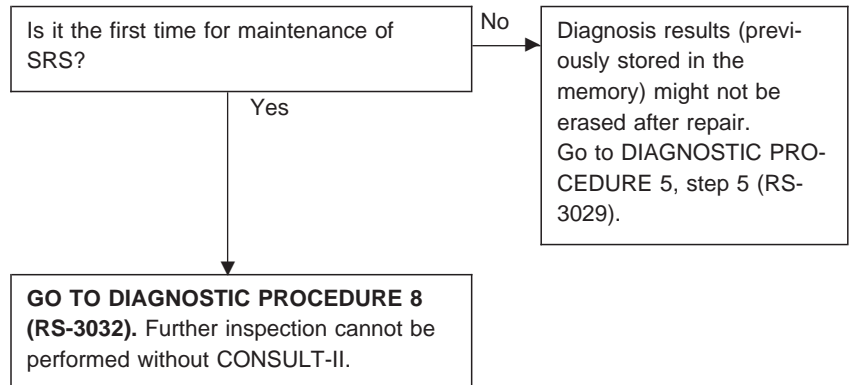 Is it the first time for maintenance of
SRS?
No
Diagnosis results (previ-
ously stored in the
memory) might not be
erased after repair.
Go to DIAGNOSTIC PRO-
CEDURE 5, step 5 (RS-
3029).
Yes
GO TO DIAGNOSTIC PROCEDURE 8
(RS-3032). Further inspection cannot be
performed without CONSULT-II.